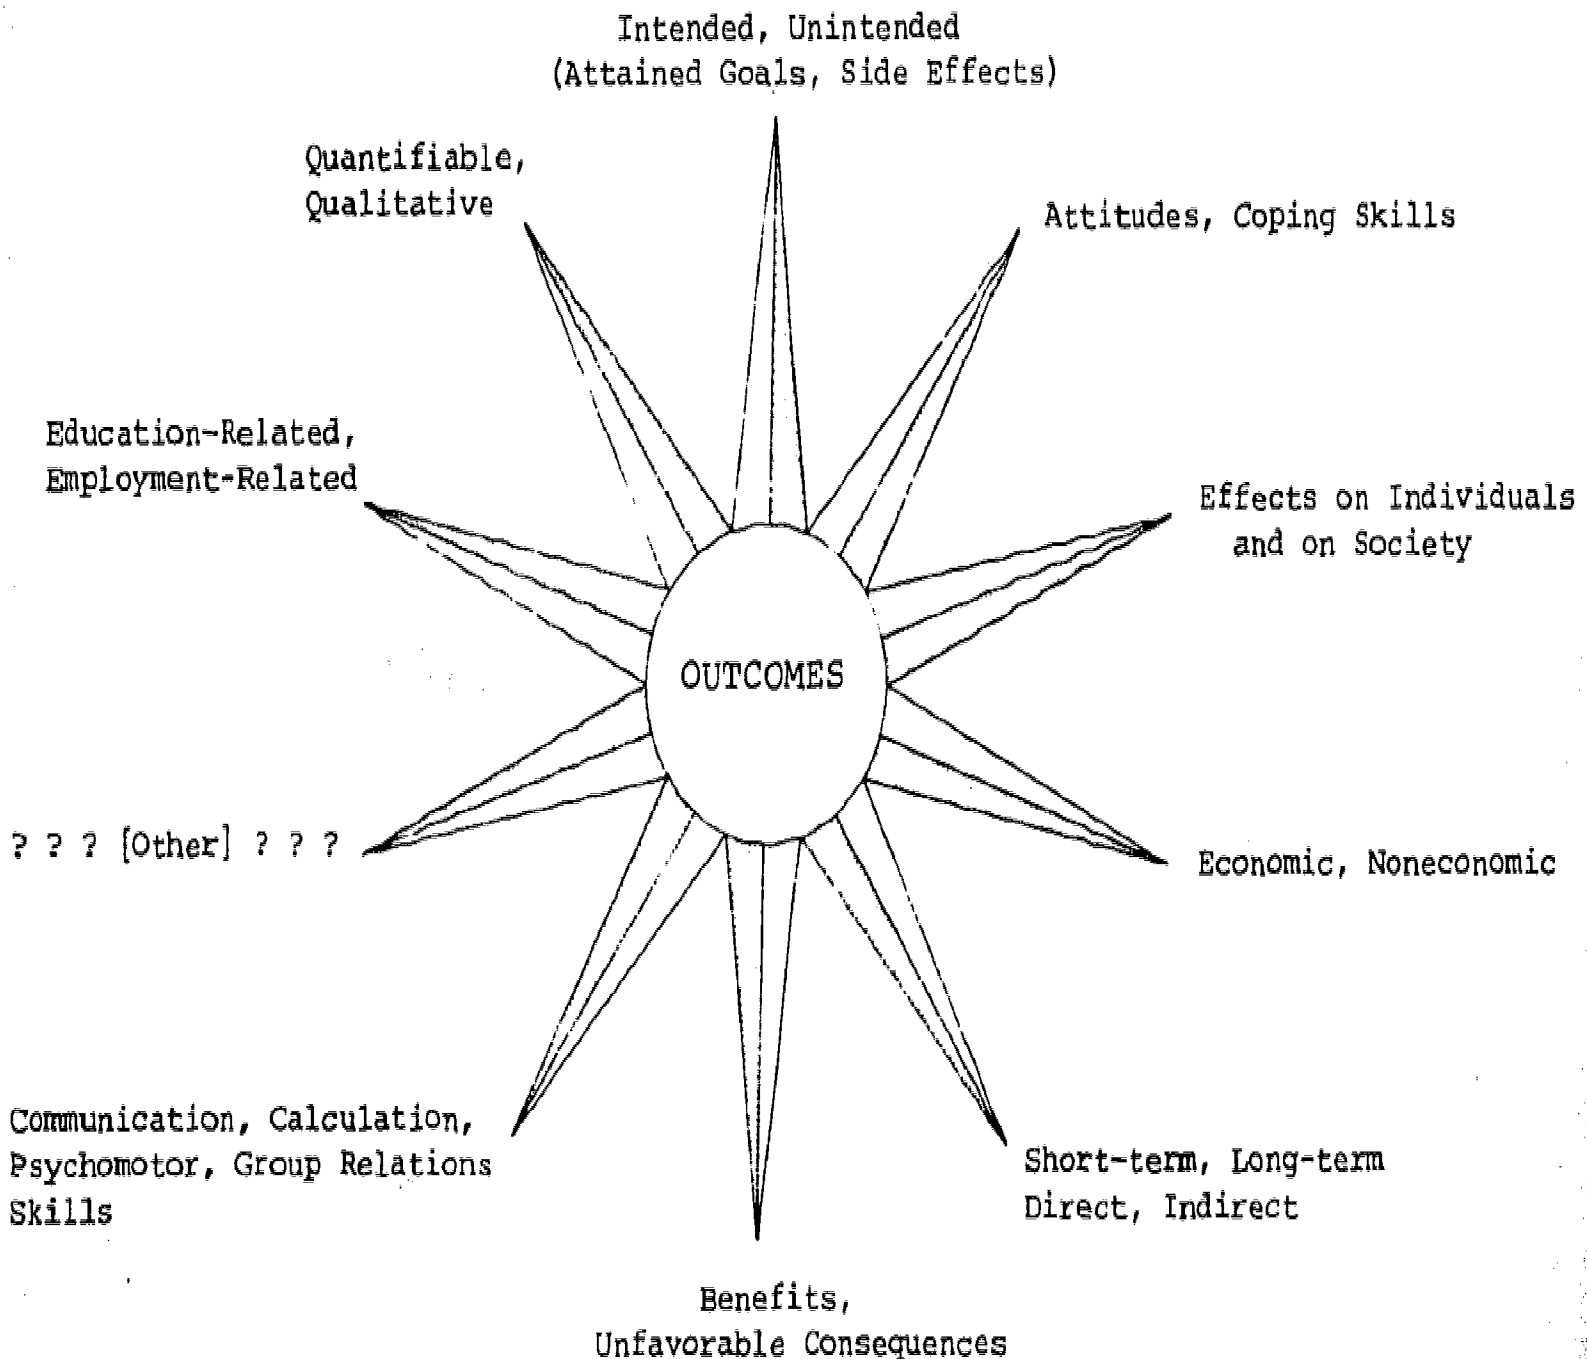 Intended, Unintended
(Attained Goals, Side Effects)
Quantifiable,
Qualitative
Attitudes, Coping Skills
Education-Related,
Employment-Related
Effects on Individuals
and on Society
OUTCOMES
? ? ? [Other] ? ? ?
Economic, Noneconomic
Communication, Calculation,
Psychomotor, Group Relations
Skills
Short-term, Long-term
Direct, Indirect
Benefits,
Unfavorable Consequences